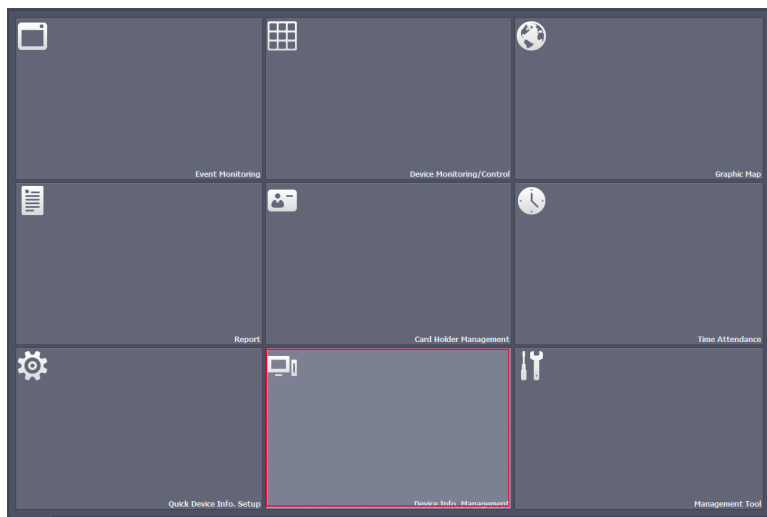 Event Monitoring
Device Monitoring/Control
Graphic Map
Report
Card Holder Management
Time Attendance
Quick Device Info. Setup
Device Info. Management
Management Tool